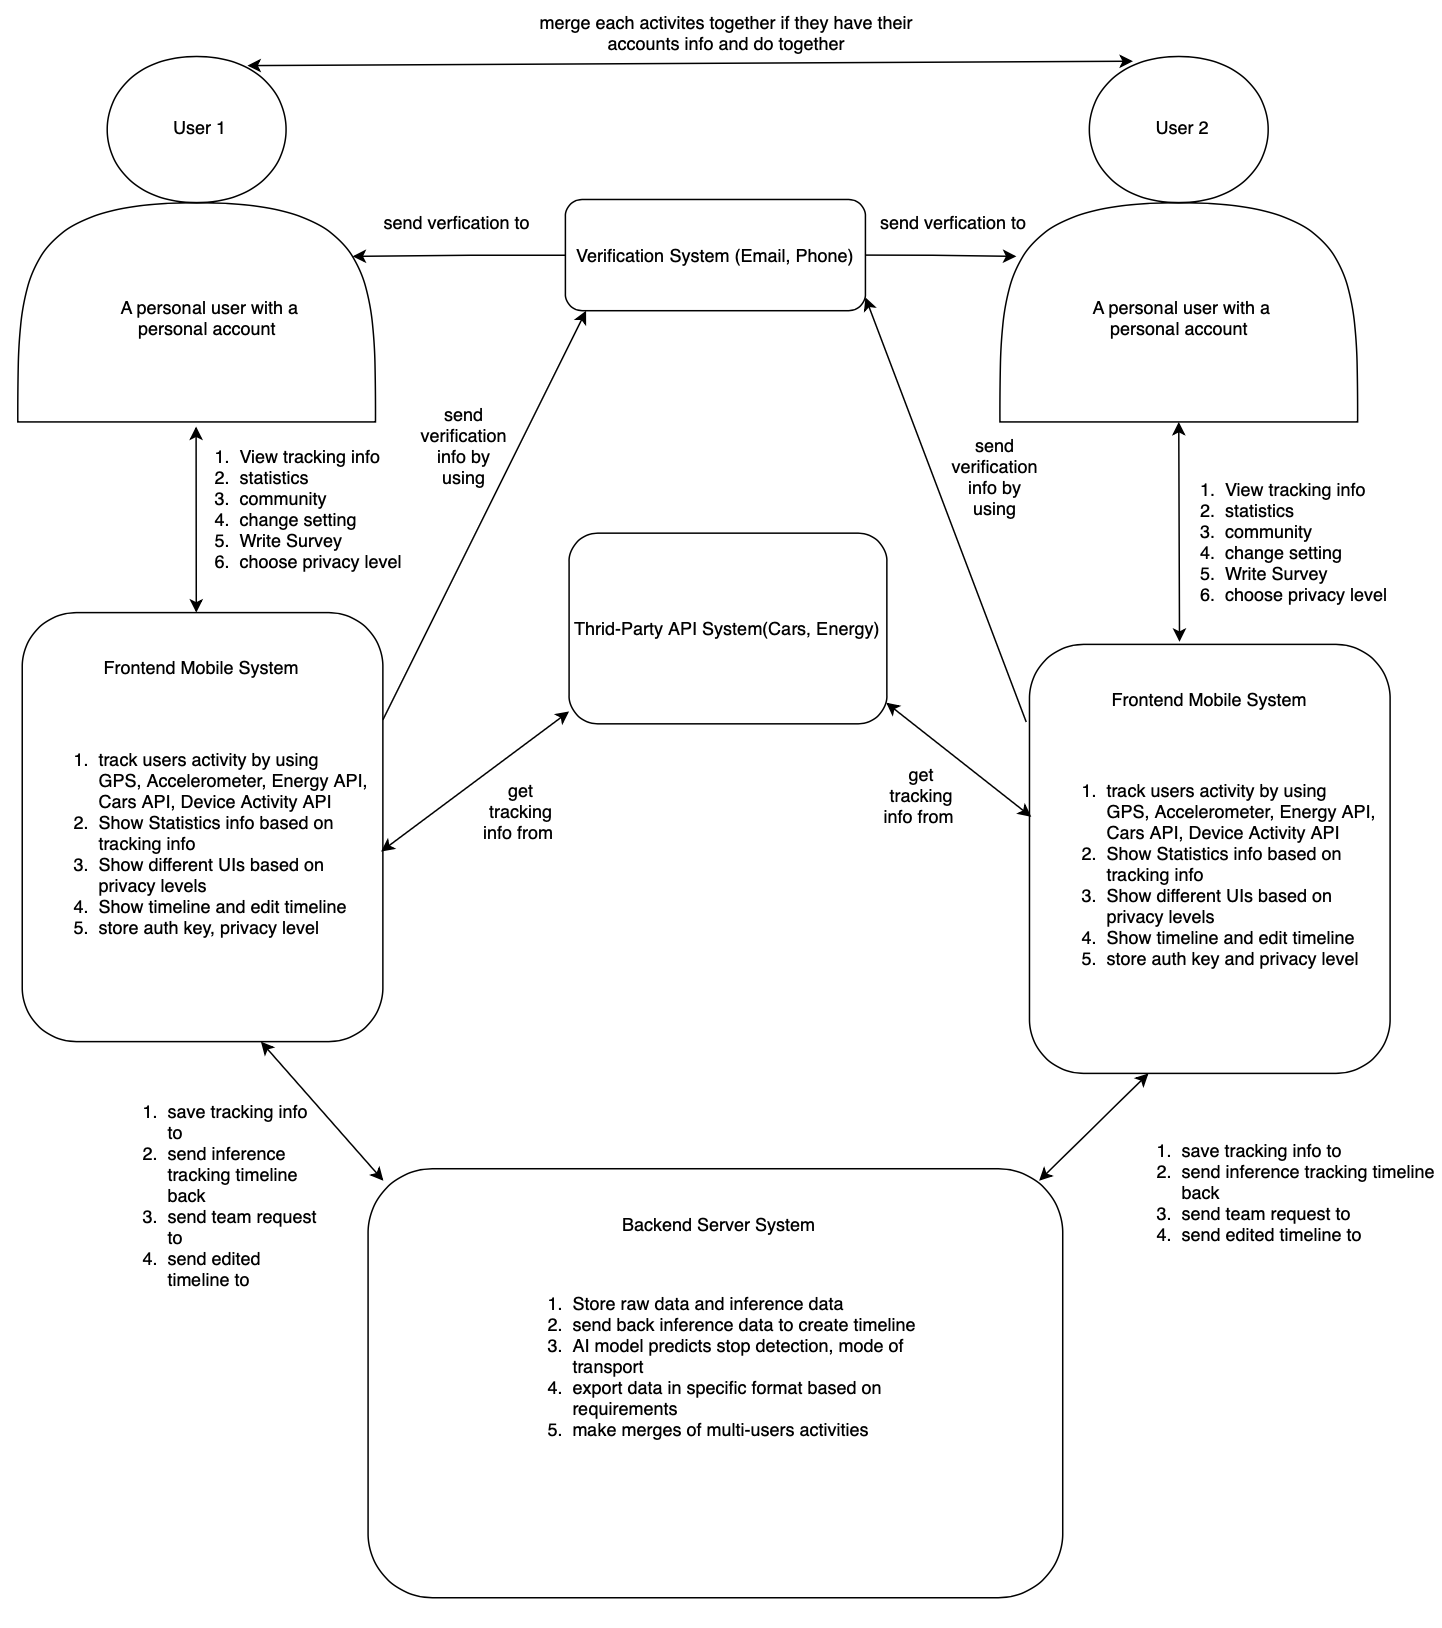 merge each activites together if they have their
accounts info and do together
User 1
User 2
send verfication to
Verification System (Email, Phone)
send verfication to
A personal user with a
personal account
A personal user with a
personal account
send
verification
info by
using
send
verification
info by
using
1. View tracking info
2. statistics
3. community
4. change setting
5. Write Survey
6. choose privacy level
1. View tracking info
2. statistics
3. community
4. change setting
5. Write Survey
6. choose privacy level
Thrid-Party API System(Cars, Energy)
Frontend Mobile System
1. track users activity by using
GPS, Accelerometer, Energy API,
Cars API, Device Activity API
2. Show Statistics info based on
tracking info
3. Show different UIs based on
privacy levels
4. Show timeline and edit timeline
5. store auth key, privacy level
get
tracking
info from
get
tracking
info from
Frontend Mobile System
1. track users activity by using
GPS, Accelerometer, Energy API,
Cars API, Device Activity API
2. Show Statistics info based on
tracking info
3. Show different UIs based on
privacy levels
4. Show timeline and edit timeline
5. store auth key and privacy level
1. save tracking info
to
2. send inference
tracking timeline
back
3. send team request
to
4. send edited
timeline to
1. save tracking info to
2. send inference tracking timeline
back
3. send team request to
4. send edited timeline to
Backend Server System
1. Store raw data and inference data
2. send back inference data to create timeline
3. AI model predicts stop detection, mode of
transport
4. export data in specific format based on
requirements
5. make merges of multi-users activities